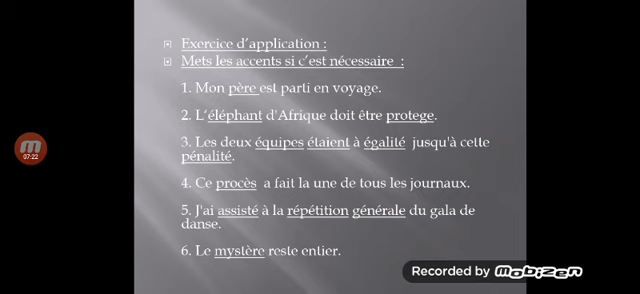 Exercice d'application :
Mets les accents si c'est nécessaire :
1. Mon père est parti en voyage.
2. L'éléphant d'Afrique doit être protege.
3. Les deux équipes étaient à égalité jusqu'à cette
pénalité.
4. Ce procès a fait la une de tous les journaux.
07:22
5. J'ai assisté à la répétition générale du gala de
danse.
6. Le mystère reste entier.
Recorded by mobizen